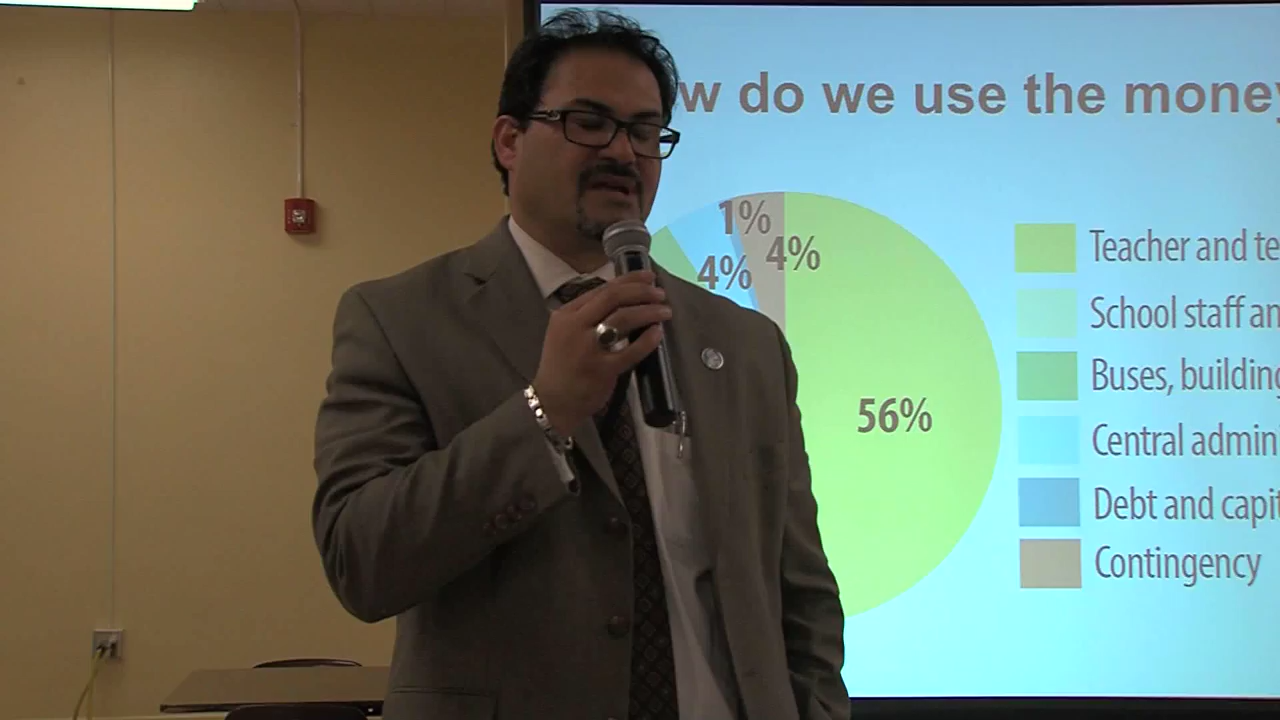 w do we use the money
1%
4%
4%
56%
Teacher and te
School staff an
Buses, building
Central admini
Debt and capit
Contingency